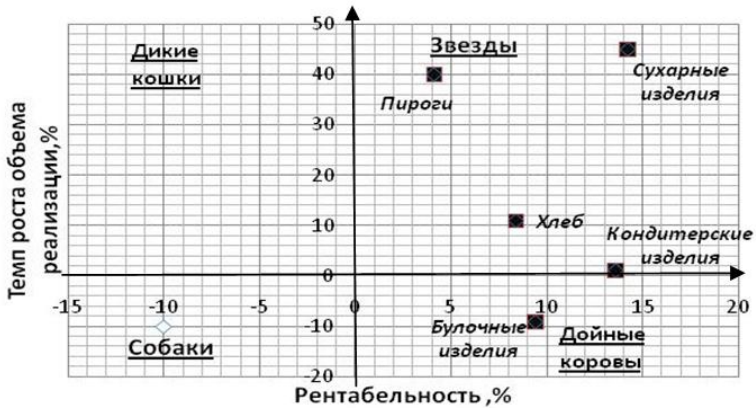 50
Дикие
кошки
Звезды
40
Сухарные
изделия
Пироги
30
20
10
Хлеб
Кондитерские
изделия
0
-15
-10
-5
0
5
10
15
20
-10
Булочные
изделия
Дойные
коровы
Собаки
-20
Темп роста объема
реализации,%
Рентабельность ,%